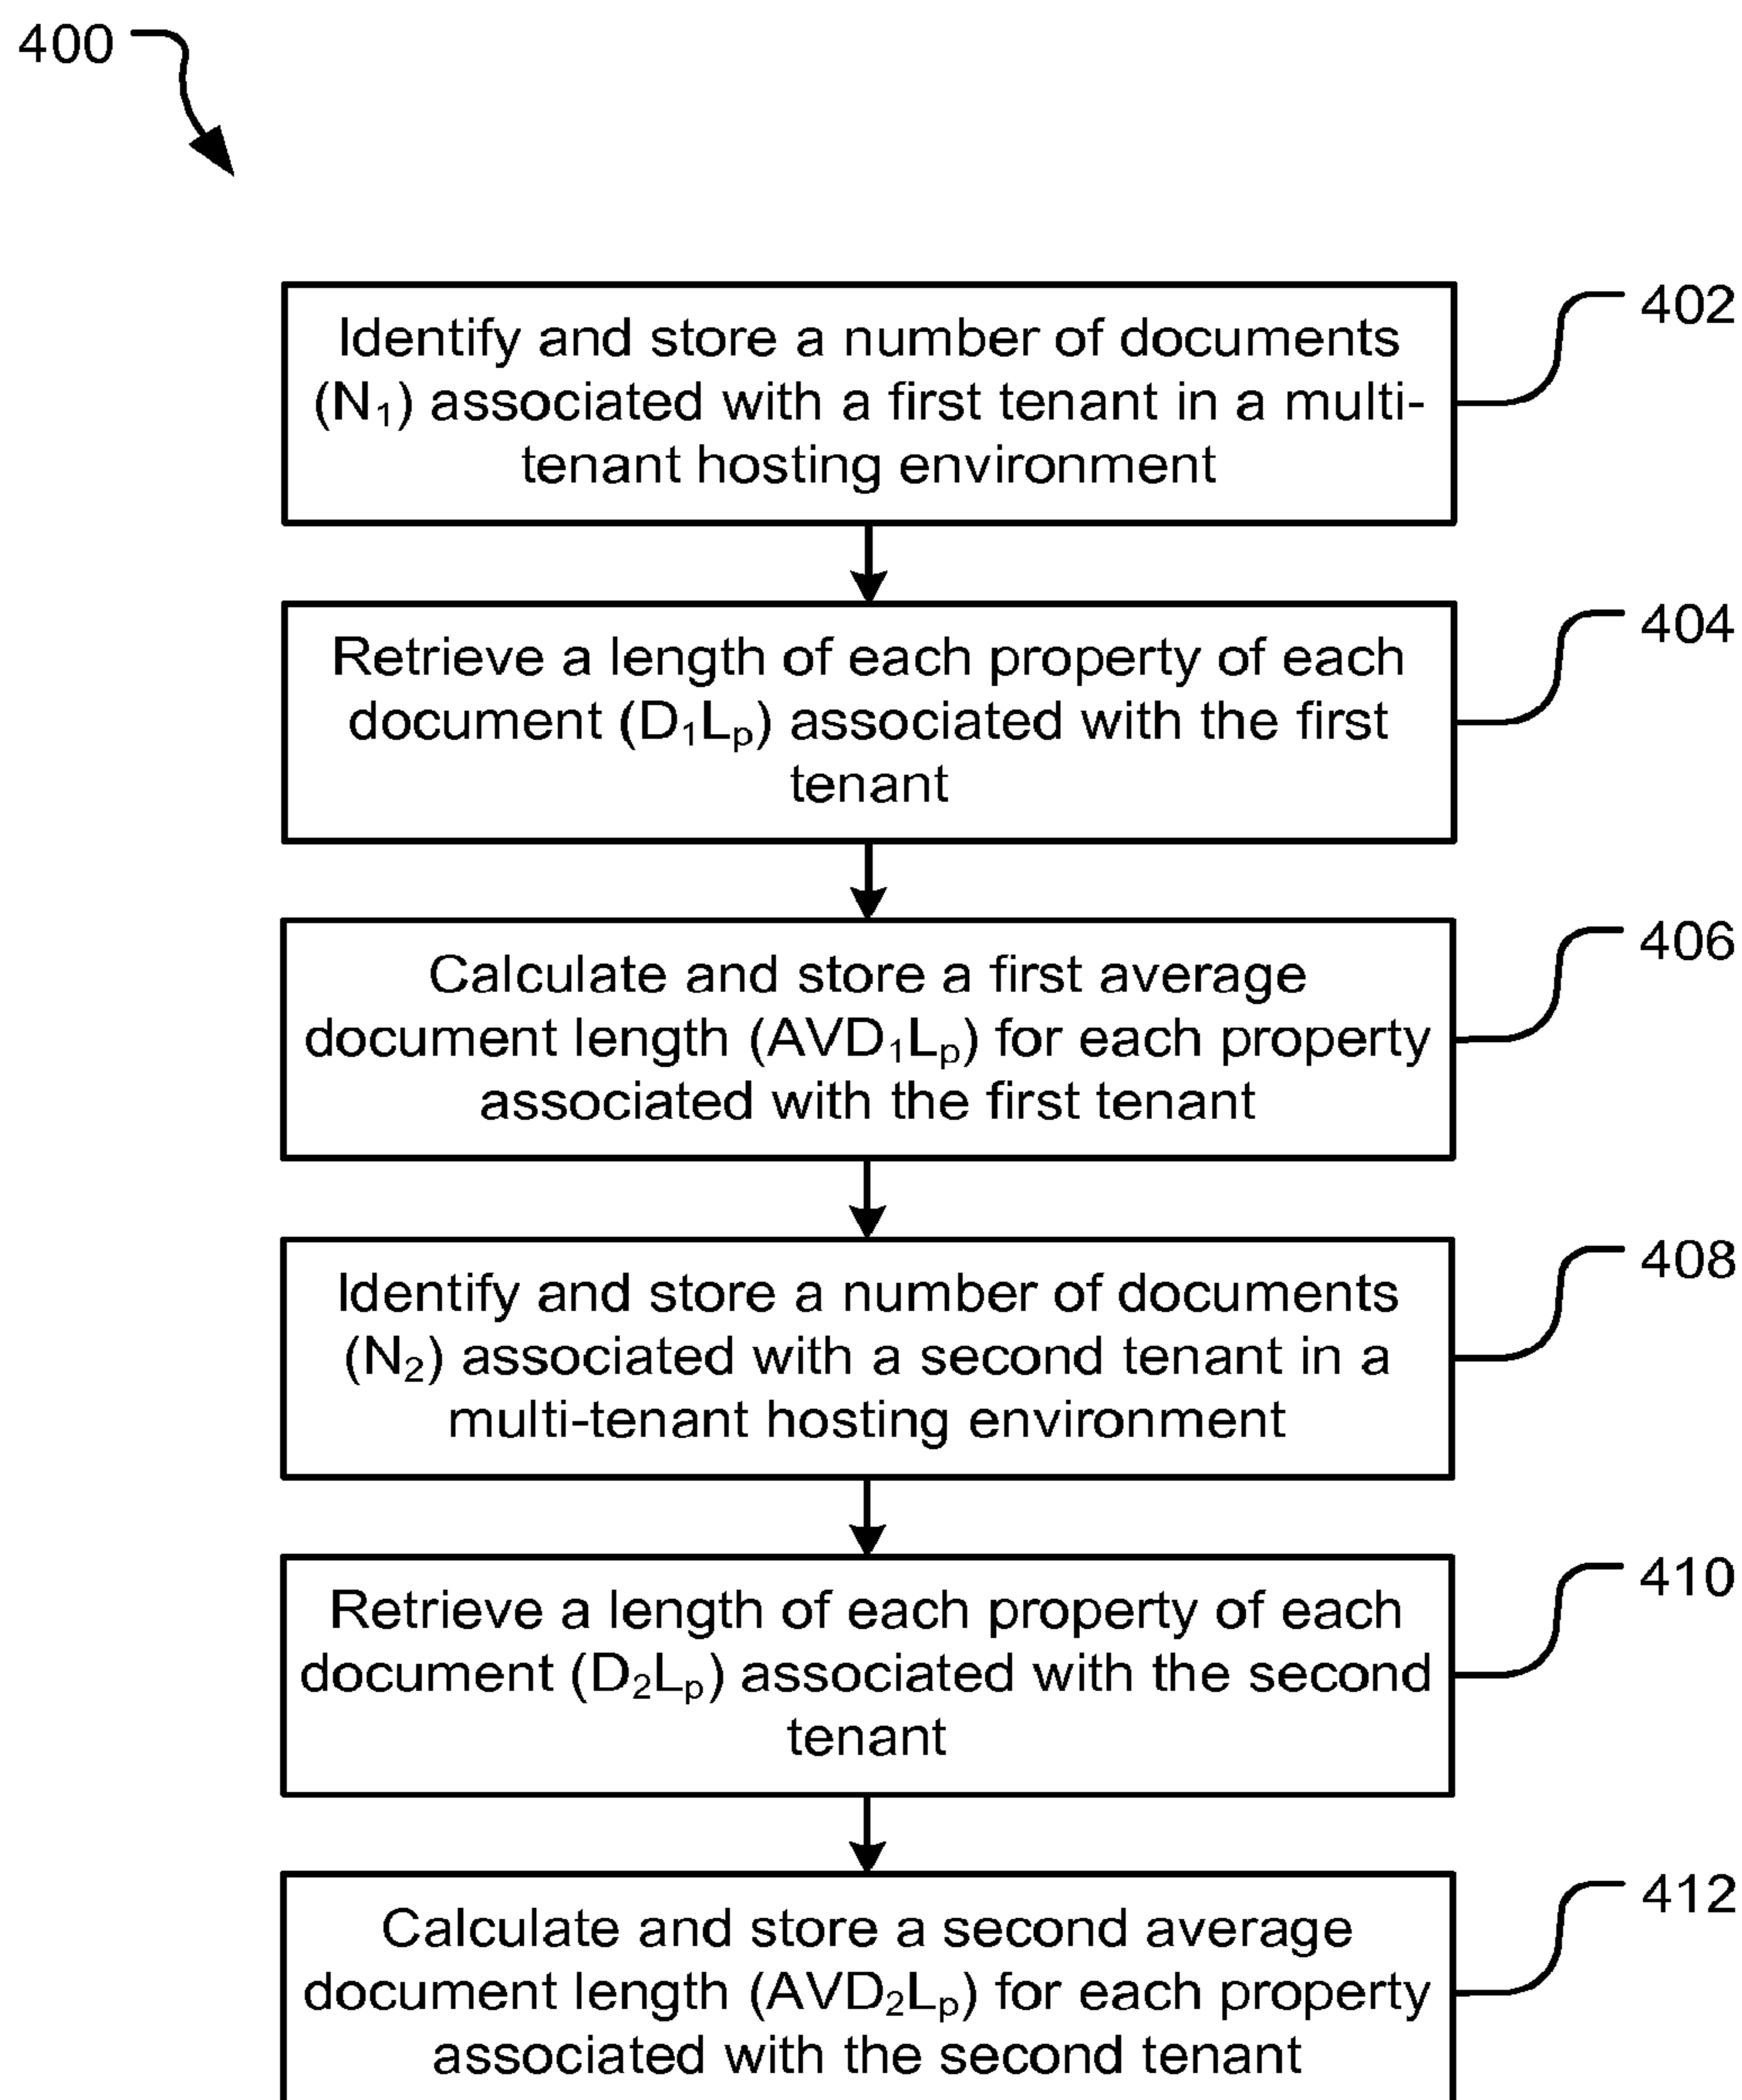 400
Identify and store a number of documents
(N₁) associated with a first tenant in a multi-
tenant hosting environment
402
Retrieve a length of each property of each
document (D₁Lₚ) associated with the first
tenant
404
Calculate and store a first average
document length (AVD₁Lₚ) for each property
associated with the first tenant
406
Identify and store a number of documents
(N₂) associated with a second tenant in a
multi-tenant hosting environment
408
Retrieve a length of each property of each
document (D₂Lₚ) associated with the second
tenant
410
Calculate and store a second average
document length (AVD₂Lₚ) for each property
associated with the second tenant
412